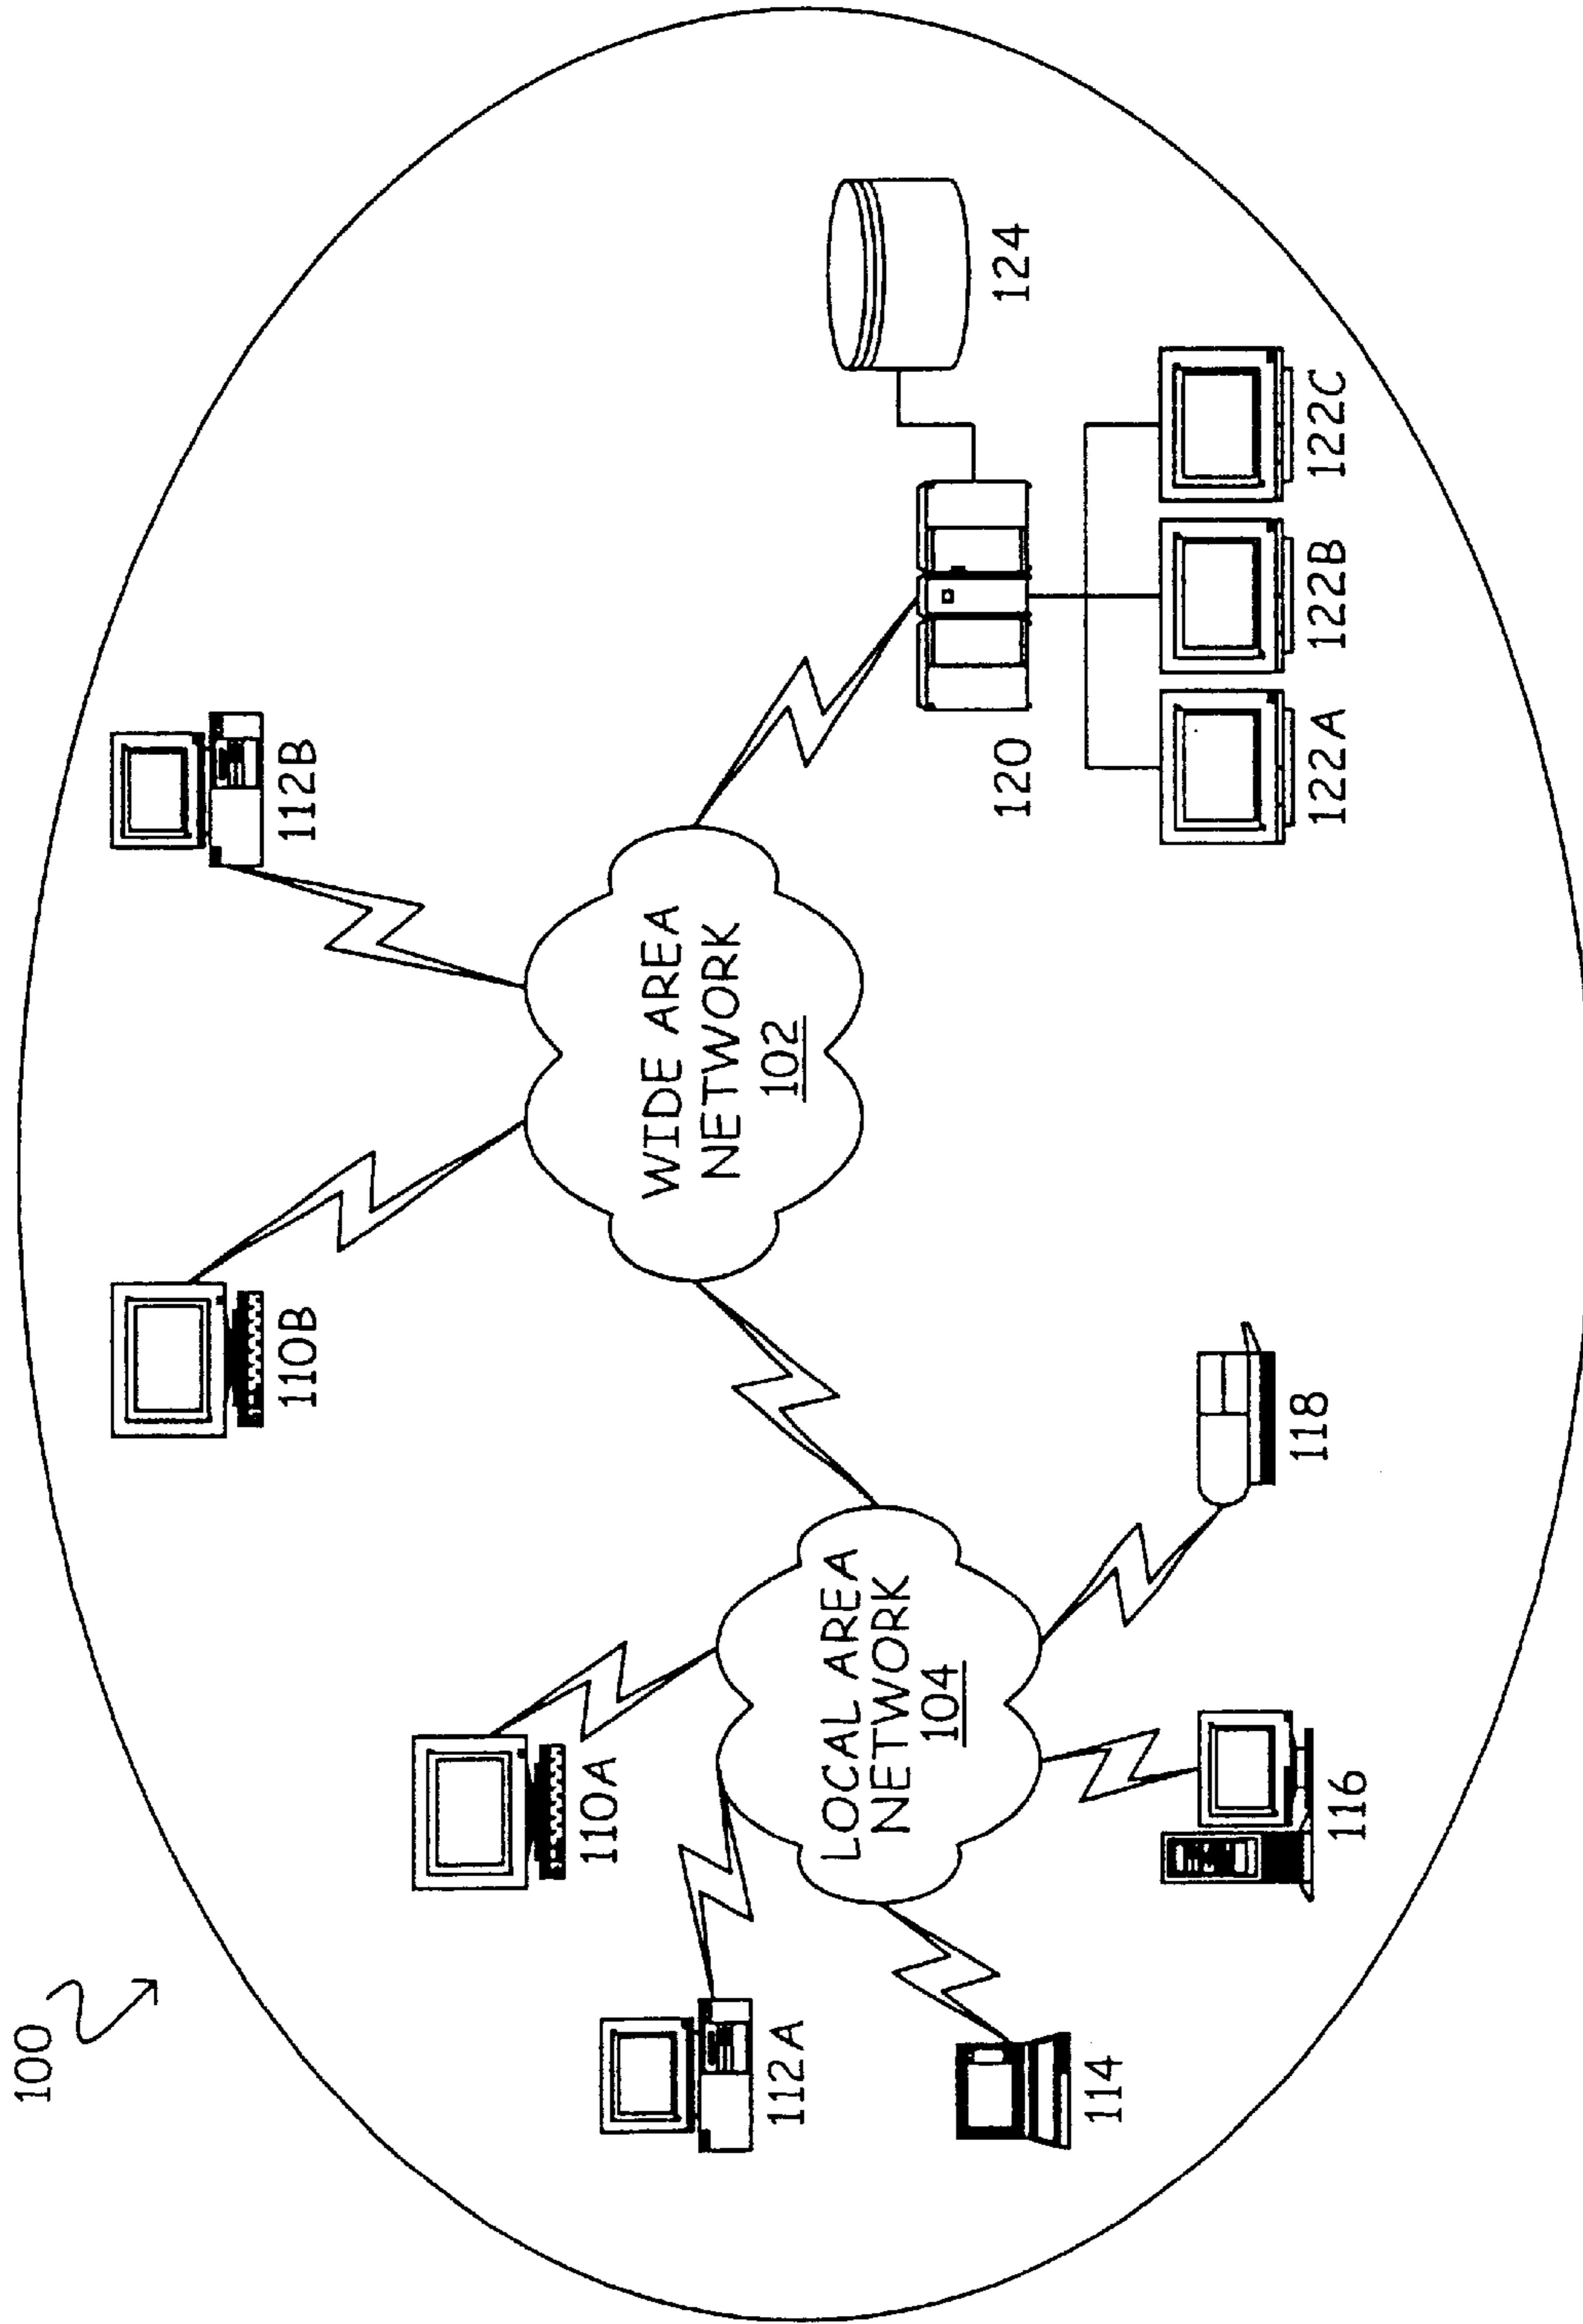 100
110B
112B
110A
112A
WIDE AREA
NETWORK
102
LOCAL AREA
NETWORK
104
114
116
118
120
124
122A
122B
122C